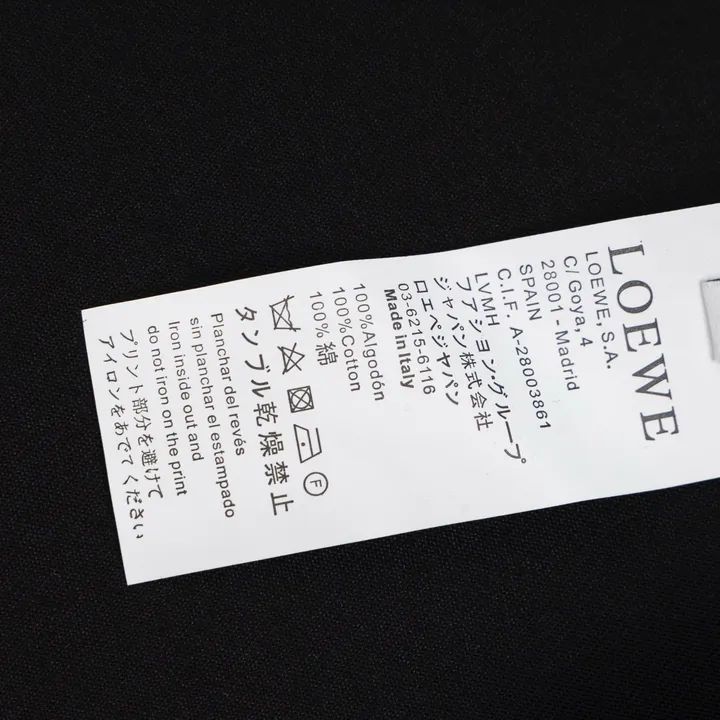 LOEWE
LOEWE, S.A.
C/Goya, 4
28001 - Madrid
SPAIN
C.I.F. A-28003861
LVMH
ファション・グループ
ジャパン株式会社
ロエベジャパン
03-6215-6116
Made in Italy
100%Algodón
100%Cotton
100% 綿
F
タンブル乾燥禁止
Planchar del revés
sin planchar el estampado
Iron inside out and
do not iron on the print
プリント部分を避けて
アイロンをあでてください